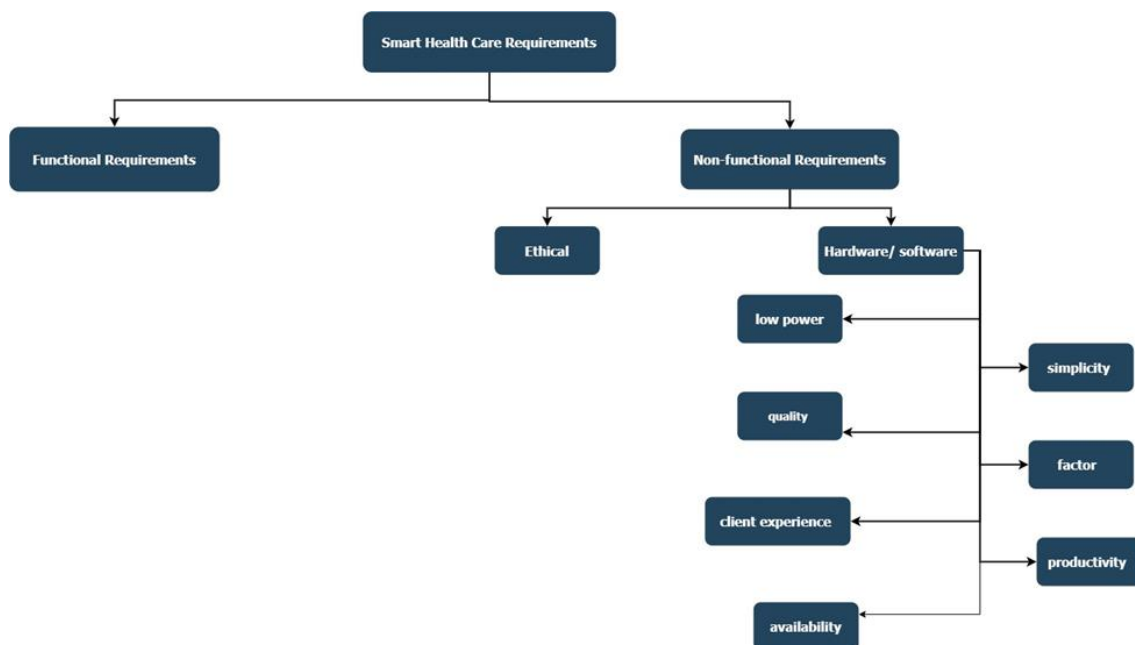 Smart Health Care Requirements
Functional Requirements
Non-functional Requirements
Ethical
Hardware/ software
low power
simplicity
quality
factor
client experience
productivity
availability